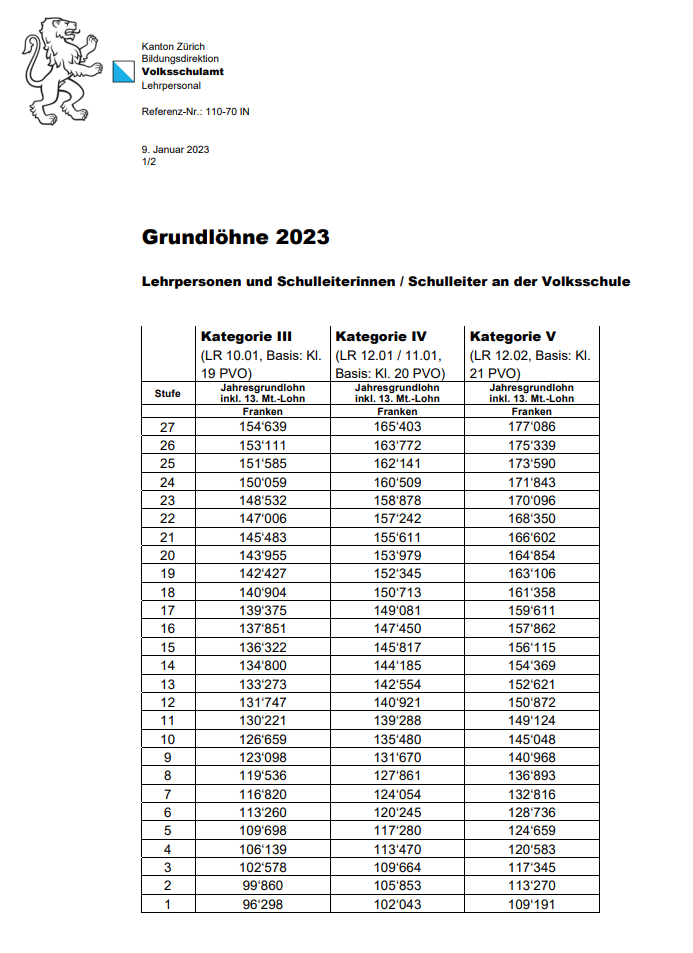 Kanton Zürich
Bildungsdirektion
Volksschulamt
Lehrpersonal
Referenz-Nr.: 110-70 IN
9. Januar 2023
1/2
Grundlöhne 2023
Lehrpersonen und Schulleiterinnen / Schulleiter an der Volksschule
Kategorie III Kategorie IV Kategorie V
(LR 10.01, Basis: Kl. (LR 12.01 / 11.01, (LR 12.02, Basis: Kl.
19 PVO) Basis: Kl. 20 PVO) 21 PVO)
Stufe Jahresgrundlohn Jahresgrundlohn Jahresgrundlohn
inkl. 13. Mt.-Lohn inkl. 13. Mt.-Lohn inkl. 13. Mt.-Lohn
Franken Franken Franken
27 154‘639 165‘403 177‘086
26 153‘111 163‘772 175‘339
25 151‘585 162‘141 173‘590
24 150‘059 160‘509 171‘843
23 148‘532 158‘878 170‘096
22 147‘006 157‘242 168‘350
21 145‘483 155‘611 166‘602
20 143‘955 153‘979 164‘854
19 142‘427 152‘345 163‘106
18 140‘904 150‘713 161‘358
17 139‘375 149‘081 159‘611
16 137‘851 147‘450 157‘862
15 136‘322 145‘817 156‘115
14 134‘800 144‘185 154‘369
13 133‘273 142‘554 152‘621
12 131‘747 140‘921 150‘872
11 130‘221 139‘288 149‘124
10 126‘659 135‘480 145‘048
9 123‘098 131‘670 140‘968
8 119‘536 127‘861 136‘893
7 116‘820 124‘054 132‘816
6 113‘260 120‘245 128‘736
5 109‘698 117‘280 124‘659
4 106‘139 113‘470 120‘583
3 102‘578 109‘664 117‘345
2 99‘860 105‘853 113‘270
1 96‘298 102‘043 109‘191